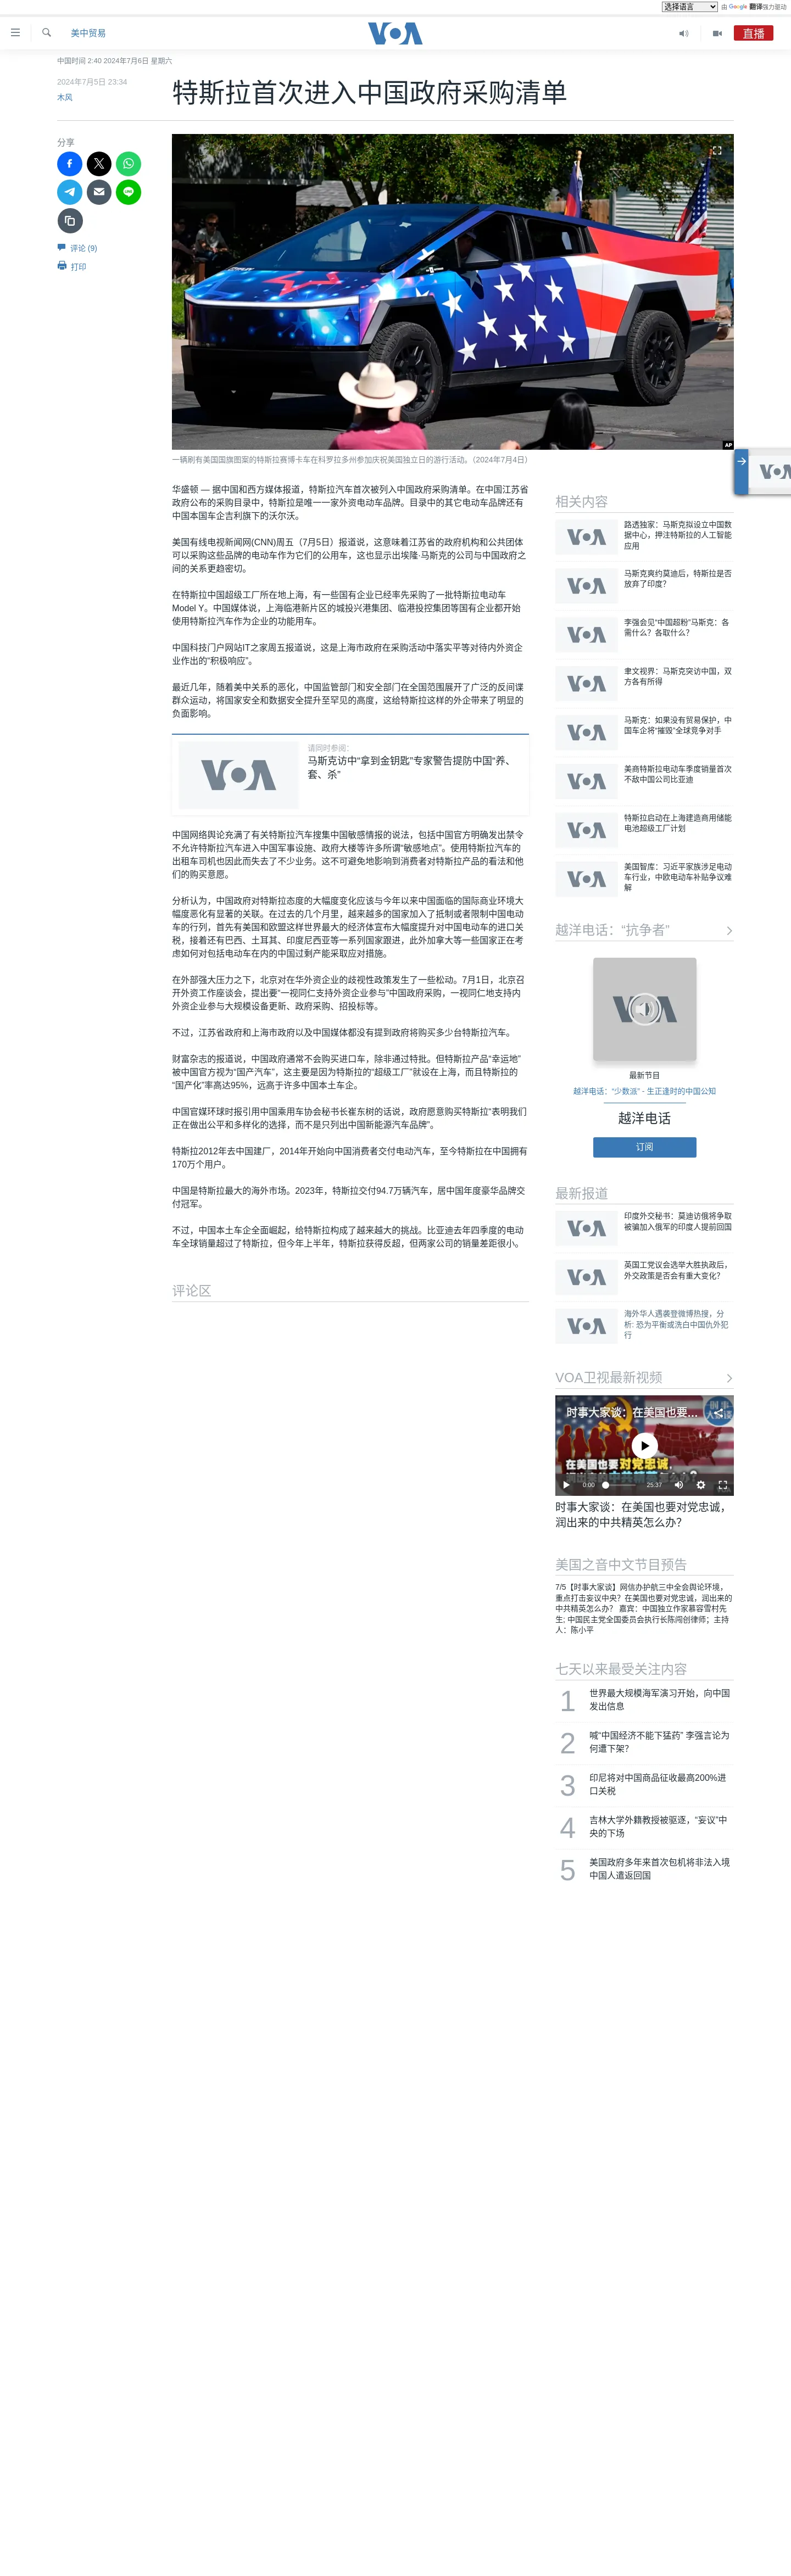 选择语言 由 Google 翻译强力驱动
美中贸易
VOA
直播
中国时间 2:40 2024年7月6日 星期六
2024年7月5日 23:34
木风
特斯拉首次进入中国政府采购清单
分享
评论 (9)
打印
AP
一辆刷有美国国旗图案的特斯拉赛博卡车在科罗拉多州参加庆祝美国独立日的游行活动。（2024年7月4日）
华盛顿 — 据中国和西方媒体报道，特斯拉汽车首次被列入中国政府采购清单。在中国江苏省
政府公布的采购目录中，特斯拉是唯一一家外资电动车品牌。目录中的其它电动车品牌还有
中国本国车企吉利旗下的沃尔沃。
美国有线电视新闻网(CNN)周五（7月5日）报道说，这意味着江苏省的政府机构和公共团体
可以采购这些品牌的电动车作为它们的公用车，这也显示出埃隆·马斯克的公司与中国政府之
间的关系更趋密切。
在特斯拉中国超级工厂所在地上海，有一些国有企业已经率先采购了一批特斯拉电动车
Model Y。中国媒体说，上海临港新片区的城投兴港集团、临港投控集团等国有企业都开始
使用特斯拉汽车作为企业的功能用车。
中国科技门户网站IT之家周五报道说，这是上海市政府在采购活动中落实平等对待内外资企
业作出的“积极响应”。
最近几年，随着美中关系的恶化，中国监管部门和安全部门在全国范围展开了广泛的反间谍
群众运动，将国家安全和数据安全提升至罕见的高度，这给特斯拉这样的外企带来了明显的
负面影响。
VOA
请同时参阅：
马斯克访中“拿到金钥匙”专家警告提防中国“养、
套、杀”
中国网络舆论充满了有关特斯拉汽车搜集中国敏感情报的说法，包括中国官方明确发出禁令
不允许特斯拉汽车进入中国军事设施、政府大楼等许多所谓“敏感地点”。使用特斯拉汽车的
出租车司机也因此而失去了不少业务。这不可避免地影响到消费者对特斯拉产品的看法和他
们的购买意愿。
分析认为，中国政府对特斯拉态度的大幅度变化应该与今年以来中国面临的国际商业环境大
幅度恶化有显著的关联。在过去的几个月里，越来越多的国家加入了抵制或者限制中国电动
车的行列，首先有美国和欧盟这样世界最大的经济体宣布大幅度提升对中国电动车的进口关
税，接着还有巴西、土耳其、印度尼西亚等一系列国家跟进，此外加拿大等一些国家正在考
虑如何对包括电动车在内的中国过剩产能采取应对措施。
在外部强大压力之下，北京对在华外资企业的歧视性政策发生了一些松动。7月1日，北京召
开外资工作座谈会，提出要“一视同仁支持外资企业参与”中国政府采购，一视同仁地支持内
外资企业参与大规模设备更新、政府采购、招投标等。
不过，江苏省政府和上海市政府以及中国媒体都没有提到政府将购买多少台特斯拉汽车。
财富杂志的报道说，中国政府通常不会购买进口车，除非通过特批。但特斯拉产品“幸运地”
被中国官方视为“国产汽车”，这主要是因为特斯拉的“超级工厂”就设在上海，而且特斯拉的
“国产化”率高达95%，远高于许多中国本土车企。
中国官媒环球时报引用中国乘用车协会秘书长崔东树的话说，政府愿意购买特斯拉“表明我们
正在做出公平和多样化的选择，而不是只列出中国新能源汽车品牌”。
特斯拉2012年去中国建厂，2014年开始向中国消费者交付电动汽车，至今特斯拉在中国拥有
170万个用户。
中国是特斯拉最大的海外市场。2023年，特斯拉交付94.7万辆汽车，居中国年度豪华品牌交
付冠军。
不过，中国本土车企全面崛起，给特斯拉构成了越来越大的挑战。比亚迪去年四季度的电动
车全球销量超过了特斯拉，但今年上半年，特斯拉获得反超，但两家公司的销量差距很小。
评论区
相关内容
路透独家：马斯克拟设立中国数
据中心，押注特斯拉的人工智能
应用
马斯克爽约莫迪后，特斯拉是否
放弃了印度？
李强会见“中国超粉”马斯克：各
需什么？各取什么？
聿文视界：马斯克突访中国，双
方各有所得
马斯克：如果没有贸易保护，中
国车企将“摧毁”全球竞争对手
美商特斯拉电动车季度销量首次
不敌中国公司比亚迪
特斯拉启动在上海建造商用储能
电池超级工厂计划
美国智库：习近平家族涉足电动
车行业，中欧电动车补贴争议难
解
越洋电话：“抗争者”
VOA
最新节目
越洋电话：“少数派” - 生正逢时的中国公知
越洋电话
订阅
最新报道
印度外交秘书：莫迪访俄将争取
被骗加入俄军的印度人提前回国
英国工党议会选举大胜执政后，
外交政策是否会有重大变化？
海外华人遇袭登微博热搜，分
析: 恐为平衡或洗白中国仇外犯
行
VOA卫视最新视频
时事大家谈：在美国也要...
在美国也要对党忠诚，
0:00 25:37
时事大家谈：在美国也要对党忠诚，
润出来的中共精英怎么办？
美国之音中文节目预告
7/5【时事大家谈】网信办护航三中全会舆论环境，
重点打击妄议中央？在美国也要对党忠诚，润出来的
中共精英怎么办？ 嘉宾：中国独立作家慕容雪村先
生; 中国民主党全国委员会执行长陈闯创律师；主持
人：陈小平
七天以来最受关注内容
1 世界最大规模海军演习开始，向中国
发出信息
2 喊“中国经济不能下猛药” 李强言论为
何遭下架？
3 印尼将对中国商品征收最高200%进
口关税
4 吉林大学外籍教授被驱逐，“妄议”中
央的下场
5 美国政府多年来首次包机将非法入境
中国人遣返回国